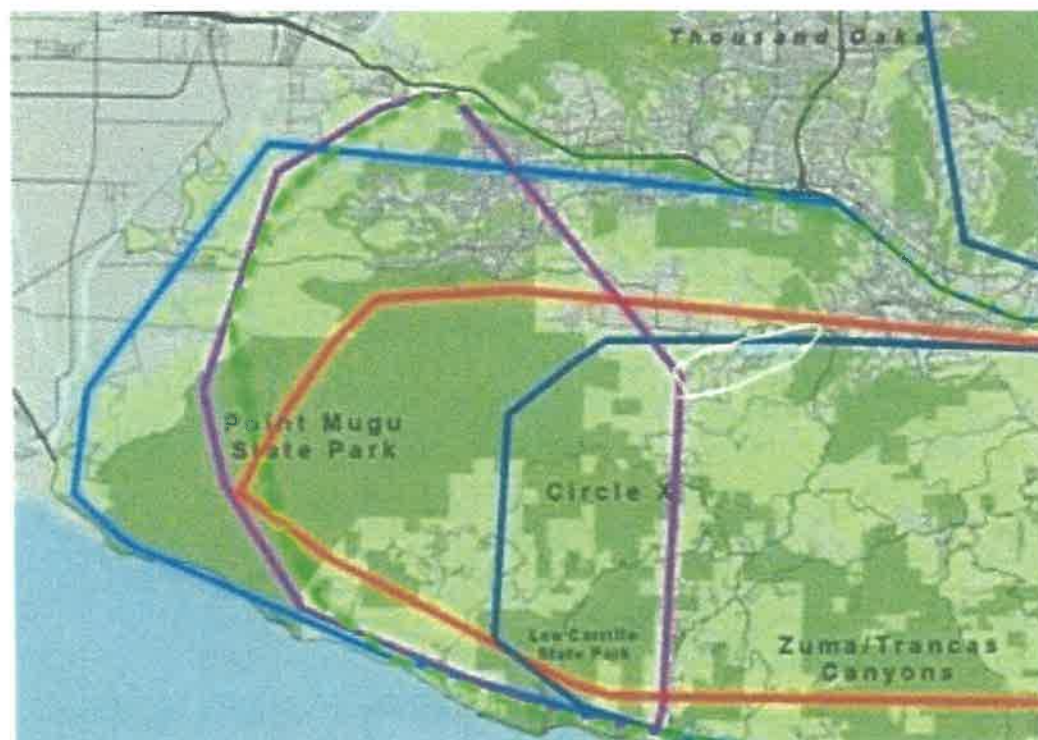 Thousand Oaks
Point Mugu
State Park
Circle X
Leo Carrillo
State Park
Zuma/Trancas
Canyons